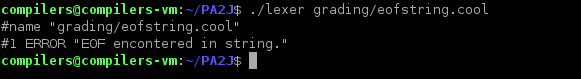 compilers@compilers-vm:~/PA2J$ ./lexer grading/eofstring.cool
#name "grading/eofstring.cool"
#1 ERROR "EOF encontered in string."
compilers@compilers-vm:~/PA2J$